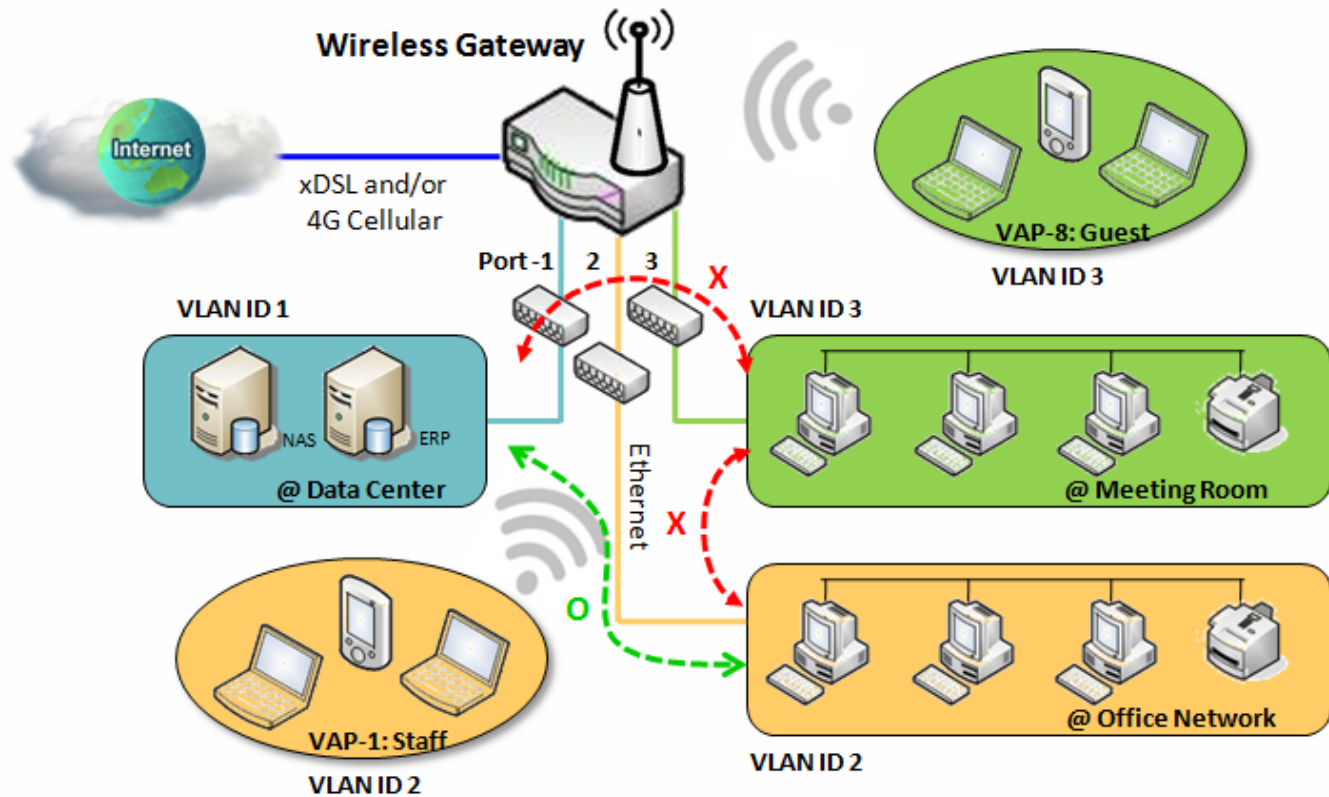 Wireless Gateway
Internet
xDSL and/or
4G Cellular
VAP-8: Guest
VLAN ID 3
Port -1
2
3
X
VLAN ID 1
VLAN ID 3
NAS
ERP
@ Data Center
Ethernet
@ Meeting Room
X
O
VAP-1: Staff
VLAN ID 2
@ Office Network
VLAN ID 2